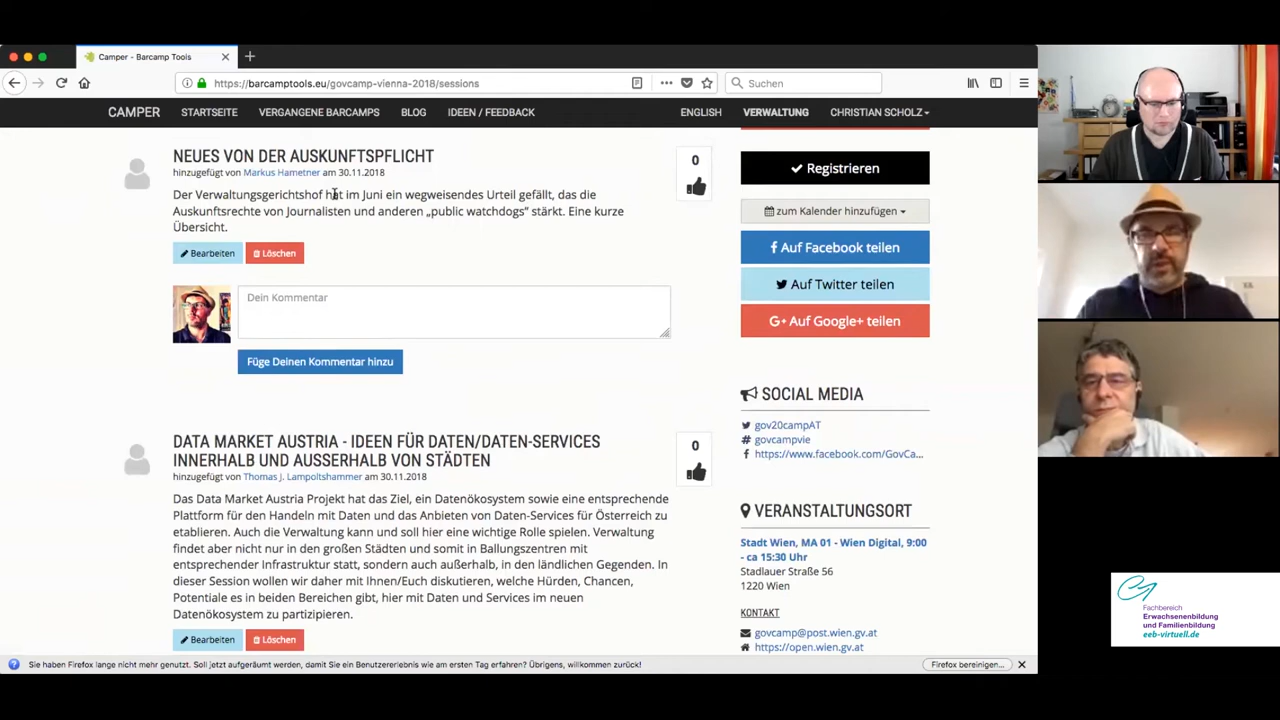 Camper - Barcamp Tools
https://barcamptools.eu/govcamp-vienna-2018/sessions
Suchen
CAMPER
STARTSEITE
VERGANGENE BARCAMPS
BLOG
IDEEN / FEEDBACK
ENGLISH
VERWALTUNG
CHRISTIAN SCHOLZ
NEUES VON DER AUSKUNFTSPFLICHT
hinzugefügt von Markus Hametner am 30.11.2018
Der Verwaltungsgerichtshof hat im Juni ein wegweisendes Urteil gefällt, das die
Auskunftsrechte von Journalisten und anderen „public watchdogs“ stärkt. Eine kurze
Übersicht.
Bearbeiten
Löschen
0
Dein Kommentar
Füge Deinen Kommentar hinzu
DATA MARKET AUSTRIA - IDEEN FÜR DATEN/DATEN-SERVICES
INNERHALB UND AUSSERHALB VON STÄDTEN
hinzugefügt von Thomas J. Lampoltshammer am 30.11.2018
0
Das Data Market Austria Projekt hat das Ziel, ein Datenökosystem sowie eine entsprechende
Plattform für den Handeln mit Daten und das Anbieten von Daten-Services für Österreich zu
etablieren. Auch die Verwaltung kann und soll hier eine wichtige Rolle spielen. Verwaltung
findet aber nicht nur in den großen Städten und somit in Ballungszentren mit
entsprechender Infrastruktur statt, sondern auch außerhalb, in den ländlichen Gegenden. In
dieser Session wollen wir daher mit Ihnen/Euch diskutieren, welche Hürden, Chancen,
Potentiale es in beiden Bereichen gibt, hier mit Daten und Services im neuen
Datenökosystem zu partizipieren.
Bearbeiten
Löschen
Registrieren
zum Kalender hinzufügen
Auf Facebook teilen
Auf Twitter teilen
G+ Auf Google+ teilen
SOCIAL MEDIA
gov20campAT
# govcampvie
https://www.facebook.com/GovCa...
VERANSTALTUNGSORT
Stadt Wien, MA 01 - Wien Digital, 9:00
- ca 15:30 Uhr
Stadlauer Straße 56
1220 Wien
KONTAKT
govcamp@post.wien.gv.at
https://open.wien.gv.at
Sie haben Firefox lange nicht mehr genutzt. Soll jetzt aufgeräumt werden, damit Sie ein Benutzererlebnis wie am ersten Tag erfahren? Übrigens, willkommen zurück!
Firefox bereinigen...
Fachbereich
Erwachsenenbildung
und Familienbildung
eeb-virtuell.de